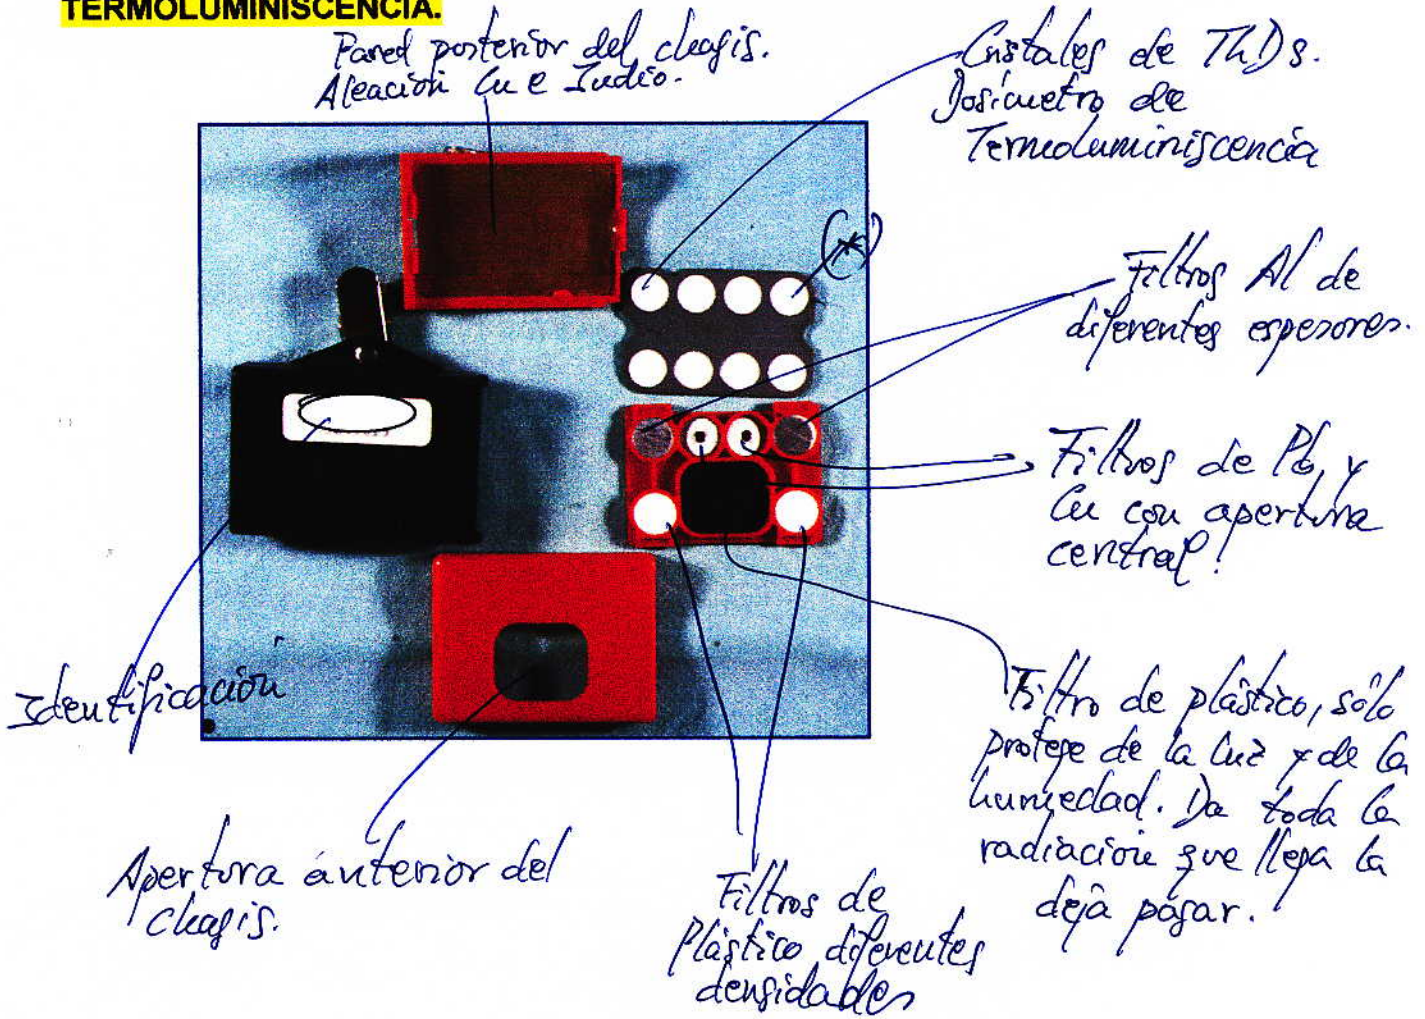 TERMOLUMINISCENCIA.
Pared posterior del chasis.
Aleación Cu e Indio.
Cristales de TLDs.
Dosímetro de
Termoluminiscencia
(*)
Filtros Al de
diferentes espesores.
Filtros de Pb, y
Cu con apertura
central!
Identificación
Filtro de plástico, sólo
protege de la luz y de la
humedad. Da toda la
radiación que llega la
deja pasar.
Apertura anterior del
chasis.
Filtros de
Plástico diferentes
densidades